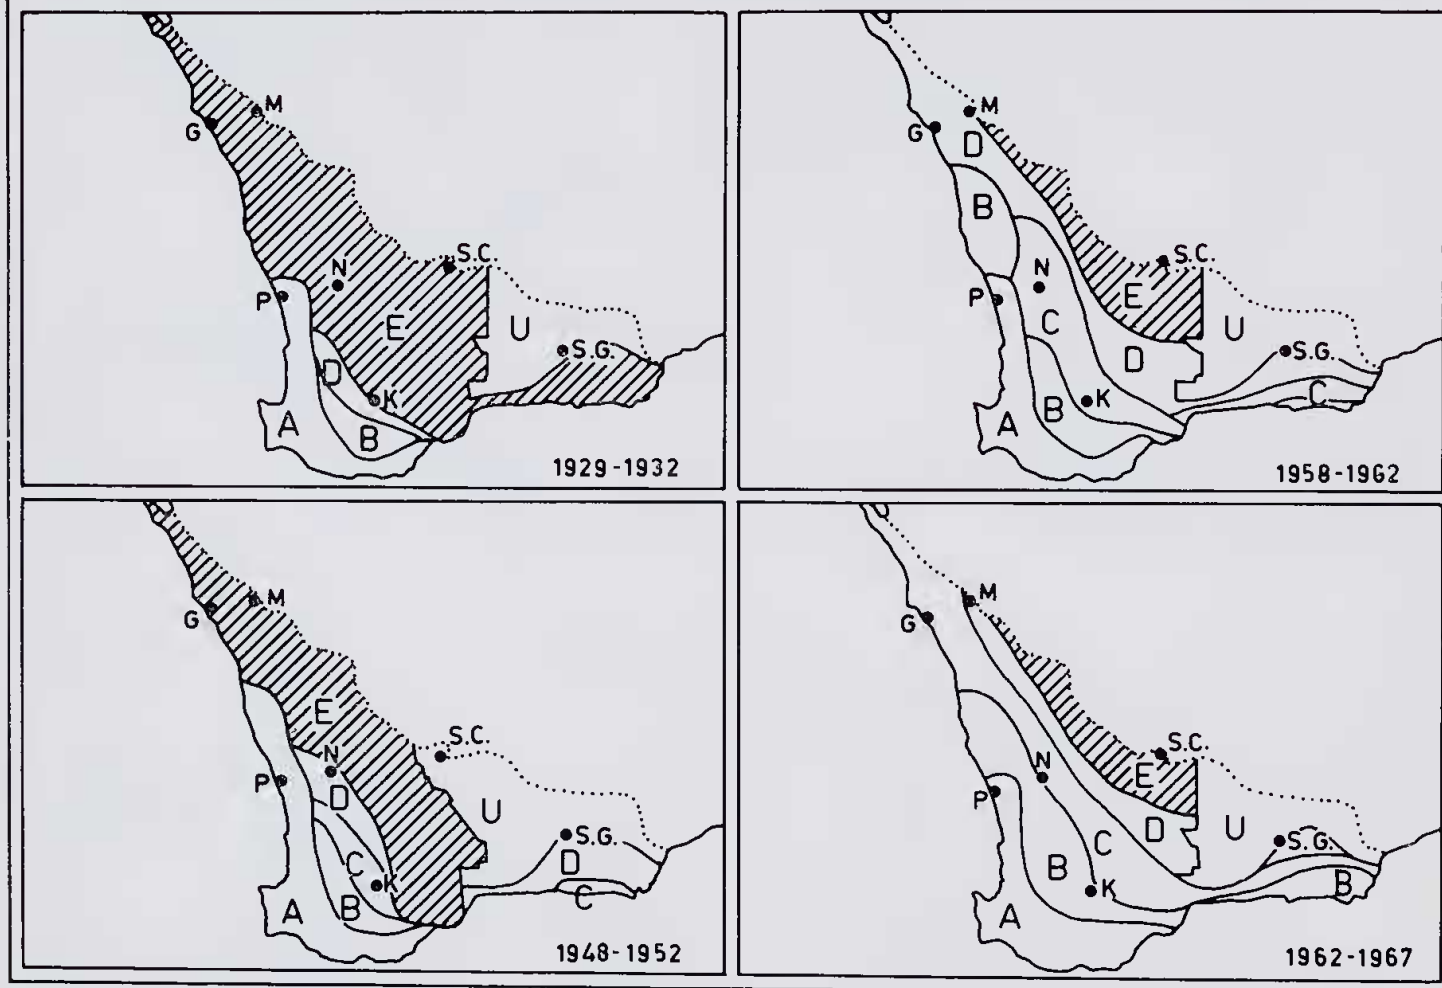 M
G
S.C.
N
P
E
U
S.G.
D
K
A
B
1929-1932
M
G
D
B
S.C.
N
E
P
C
U
D
S.G.
B
K
C
A
1958-1962
M
G
E
S.C.
N
P
D
U
S.G.
D
C
K
C
B
A
1948-1952
M
G
S.C.
N
E
P
D
U
S.G.
C
B
K
B
A
1962-1967